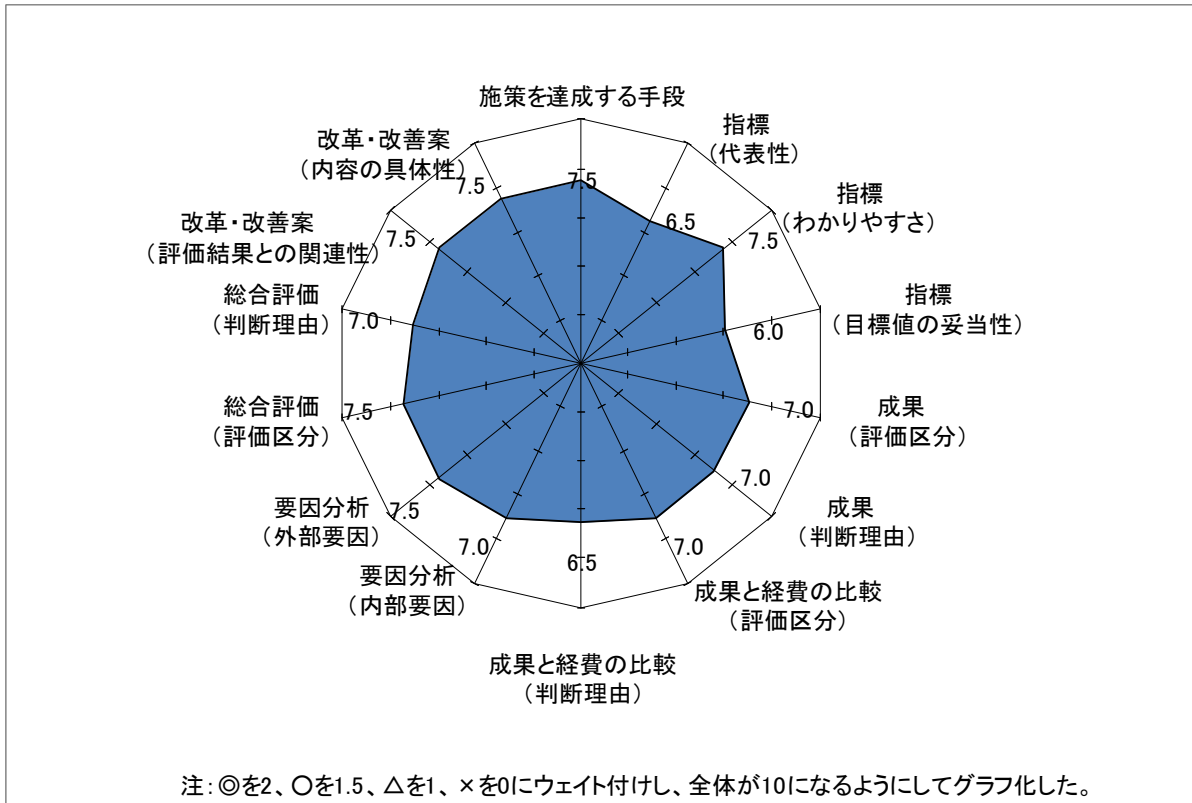 施策を達成する手段
7.5
指標
(代表性)
6.5
指標
(わかりやすさ)
7.5
指標
(目標値の妥当性)
6.0
成果
(評価区分)
7.0
成果
(判断理由)
7.0
成果と経費の比較
(評価区分)
7.0
成果と経費の比較
(判断理由)
6.5
要因分析
(内部要因)
7.0
要因分析
(外部要因)
7.5
総合評価
(評価区分)
7.5
総合評価
(判断理由)
7.0
改革・改善案
(評価結果との関連性)
7.5
改革・改善案
(内容の具体性)
7.5
注:◎を2、○を1.5、△を1、×を0にウェイト付けし、全体が10になるようにしてグラフ化した。